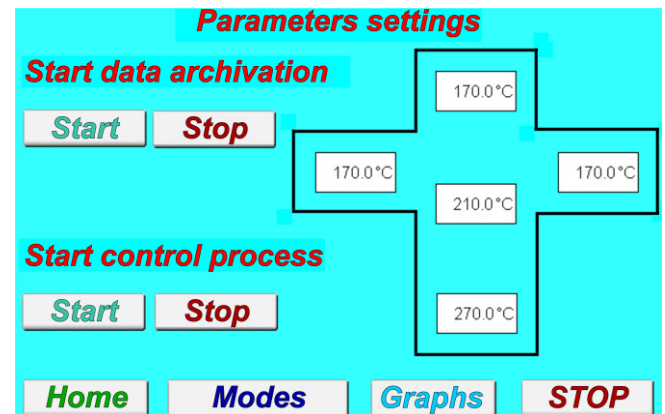 Parameters settings
Start data archivation
Start Stop
170.0°C
170.0°C 170.0°C
210.0°C
Start control process
Start Stop
270.0°C
Home Modes Graphs STOP